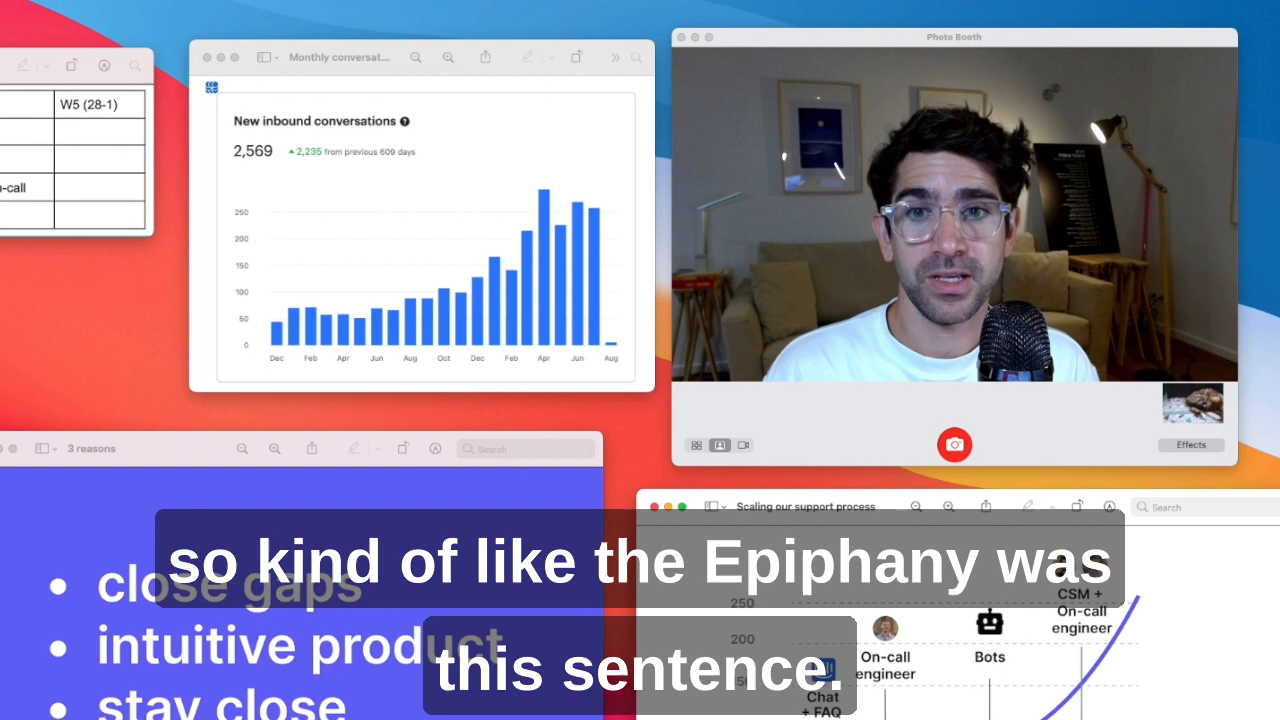 W5 (28-1)
-call
Monthly conversat...
New inbound conversations
2,569 2,235 from previous 609 days
250
200
150
100
50
0
Dec Feb Apr Jun Aug Oct Dec Feb Apr Jun Aug
Photo Booth
Effects
3 reasons
Search
close gaps
intuitive product
stay close
Scaling our support process
Search
250
200
CSM +
On-call
engineer
On-call
engineer
Bots
Chat
+ FAQ
so kind of like the Epiphany was
this sentence.